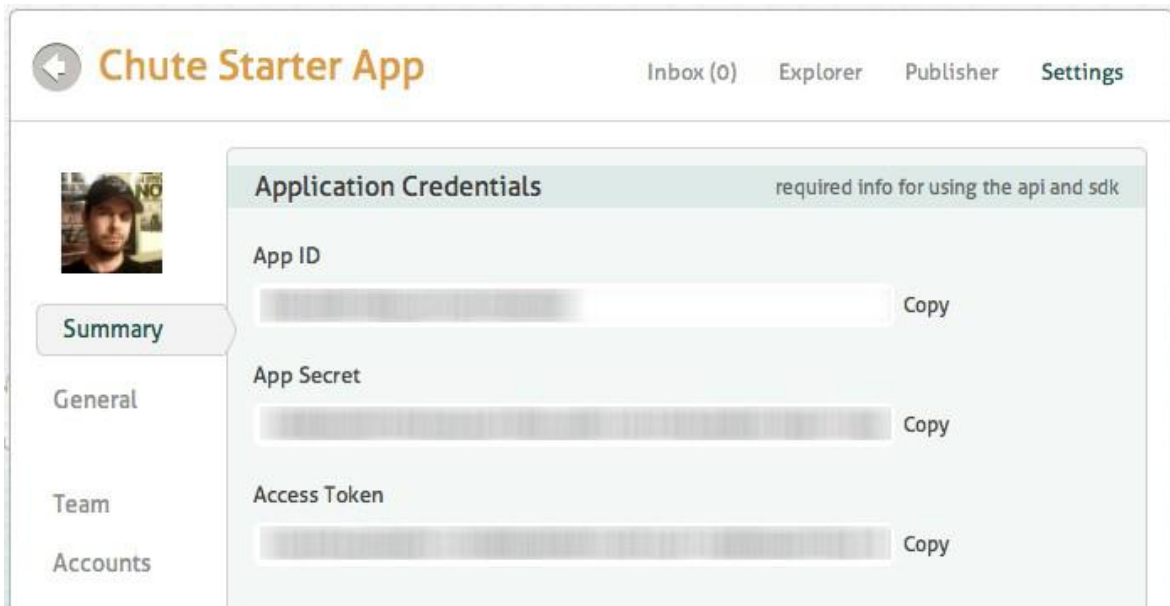 Chute Starter App
Inbox (0) Explorer Publisher Settings
Application Credentials required info for using the api and sdk
App ID
Copy
Summary
App Secret
General
Copy
Access Token
Team
Copy
Accounts